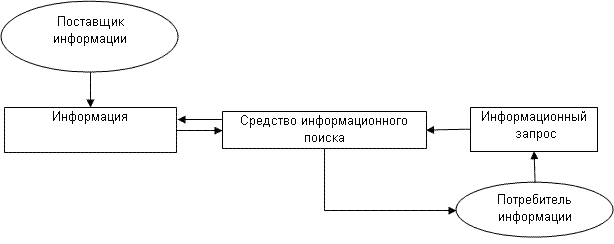 Поставщик
информации
Информация
Средство информационного
поиска
Информационный
запрос
Потребитель
информации